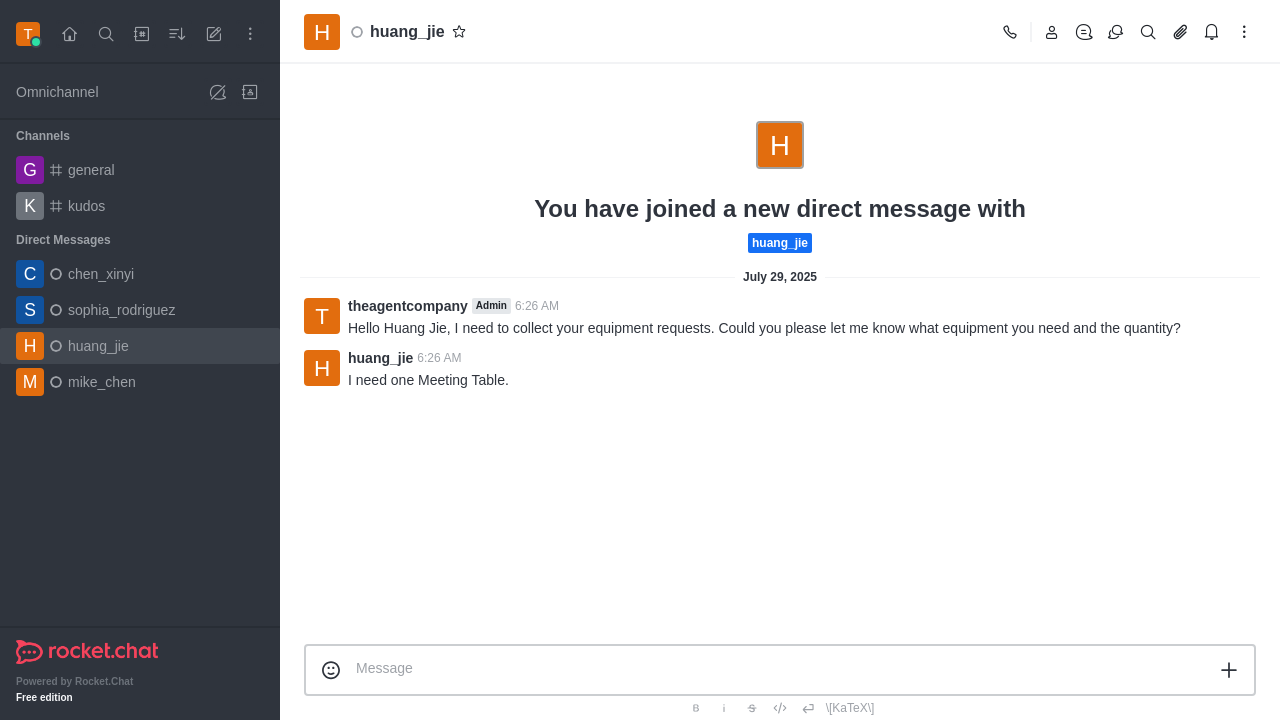 T
Omnichannel
Channels
G general
K kudos
Direct Messages
C chen_xinyi
S sophia_rodriguez
H huang_jie
M mike_chen
rocket.chat
Powered by Rocket.Chat
Free edition
H huang_jie
H
You have joined a new direct message with
huang_jie
July 29, 2025
T theagentcompany Admin 6:26 AM
Hello Huang Jie, I need to collect your equipment requests. Could you please let me know what equipment you need and the quantity?
H huang_jie 6:26 AM
I need one Meeting Table.
Message
B i S \[KaTeX\]